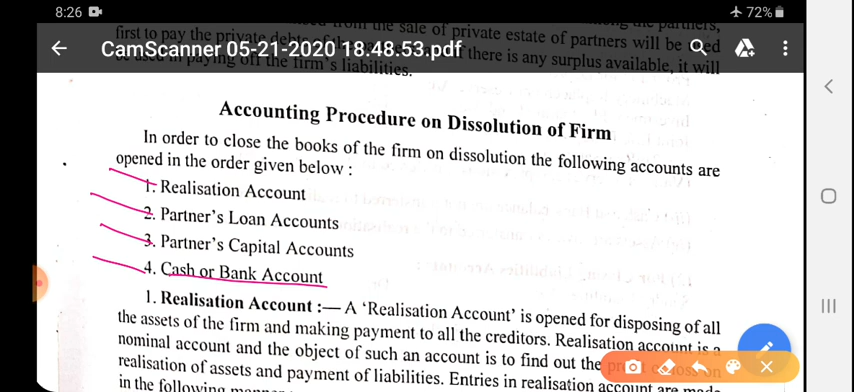 8:26
72%
first to pay the private debts from the sale of private estate of partners will be used
CamScanner 05-21-2020 18.48.53.pdf
if there is any surplus available, it will
be used in paying off the firm's liabilities.
Accounting Procedure on Dissolution of Firm
In order to close the books of the firm on dissolution the following accounts are
opened in the order given below :
1. Realisation Account
2. Partner's Loan Accounts
3. Partner's Capital Accounts
4. Cash or Bank Account
1. Realisation Account :— A 'Realisation Account' is opened for disposing of all
the assets of the firm and making payment to all the creditors. Realisation account is a
nominal account and the object of such an account is to find out the
realisation of assets and payment of liabilities. Entries in realisation account are made
in the following manner